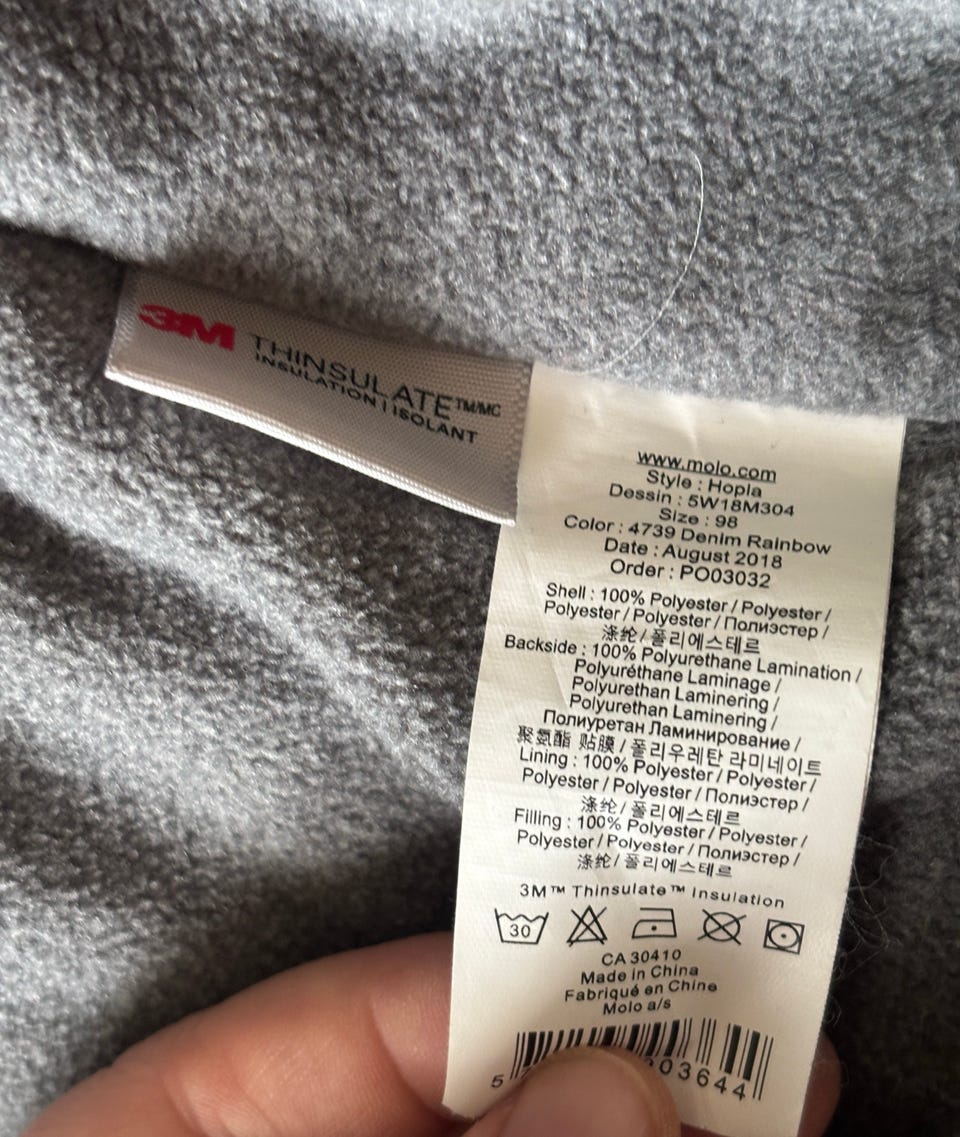 3M THINSULATE™/MC
INSULATION | ISOLANT
www.molo.com
Style : Hopla
Dessin : 5W18M304
Size : 98
Color : 4739 Denim Rainbow
Date : August 2018
Order : PO03032
Shell : 100% Polyester / Polyester /
Polyester / Polyester / Полиэстер /
涤纶 / 폴리에스테르
Backside : 100% Polyurethane Lamination /
Polyuréthane Laminage /
Polyurethan Laminering /
Polyurethan Laminering /
Полиуретан Ламинирование /
聚氨酯 贴膜 / 폴리우레탄 라미네이트
Lining : 100% Polyester / Polyester /
Polyester / Polyester / Полиэстер /
涤纶 / 폴리에스테르
Filling : 100% Polyester / Polyester /
Polyester / Polyester / Полиэстер /
涤纶 / 폴리에스테르
3M™ Thinsulate™ Insulation
30
CA 30410
Made in China
Fabriqué en Chine
Molo a/s
5 03644